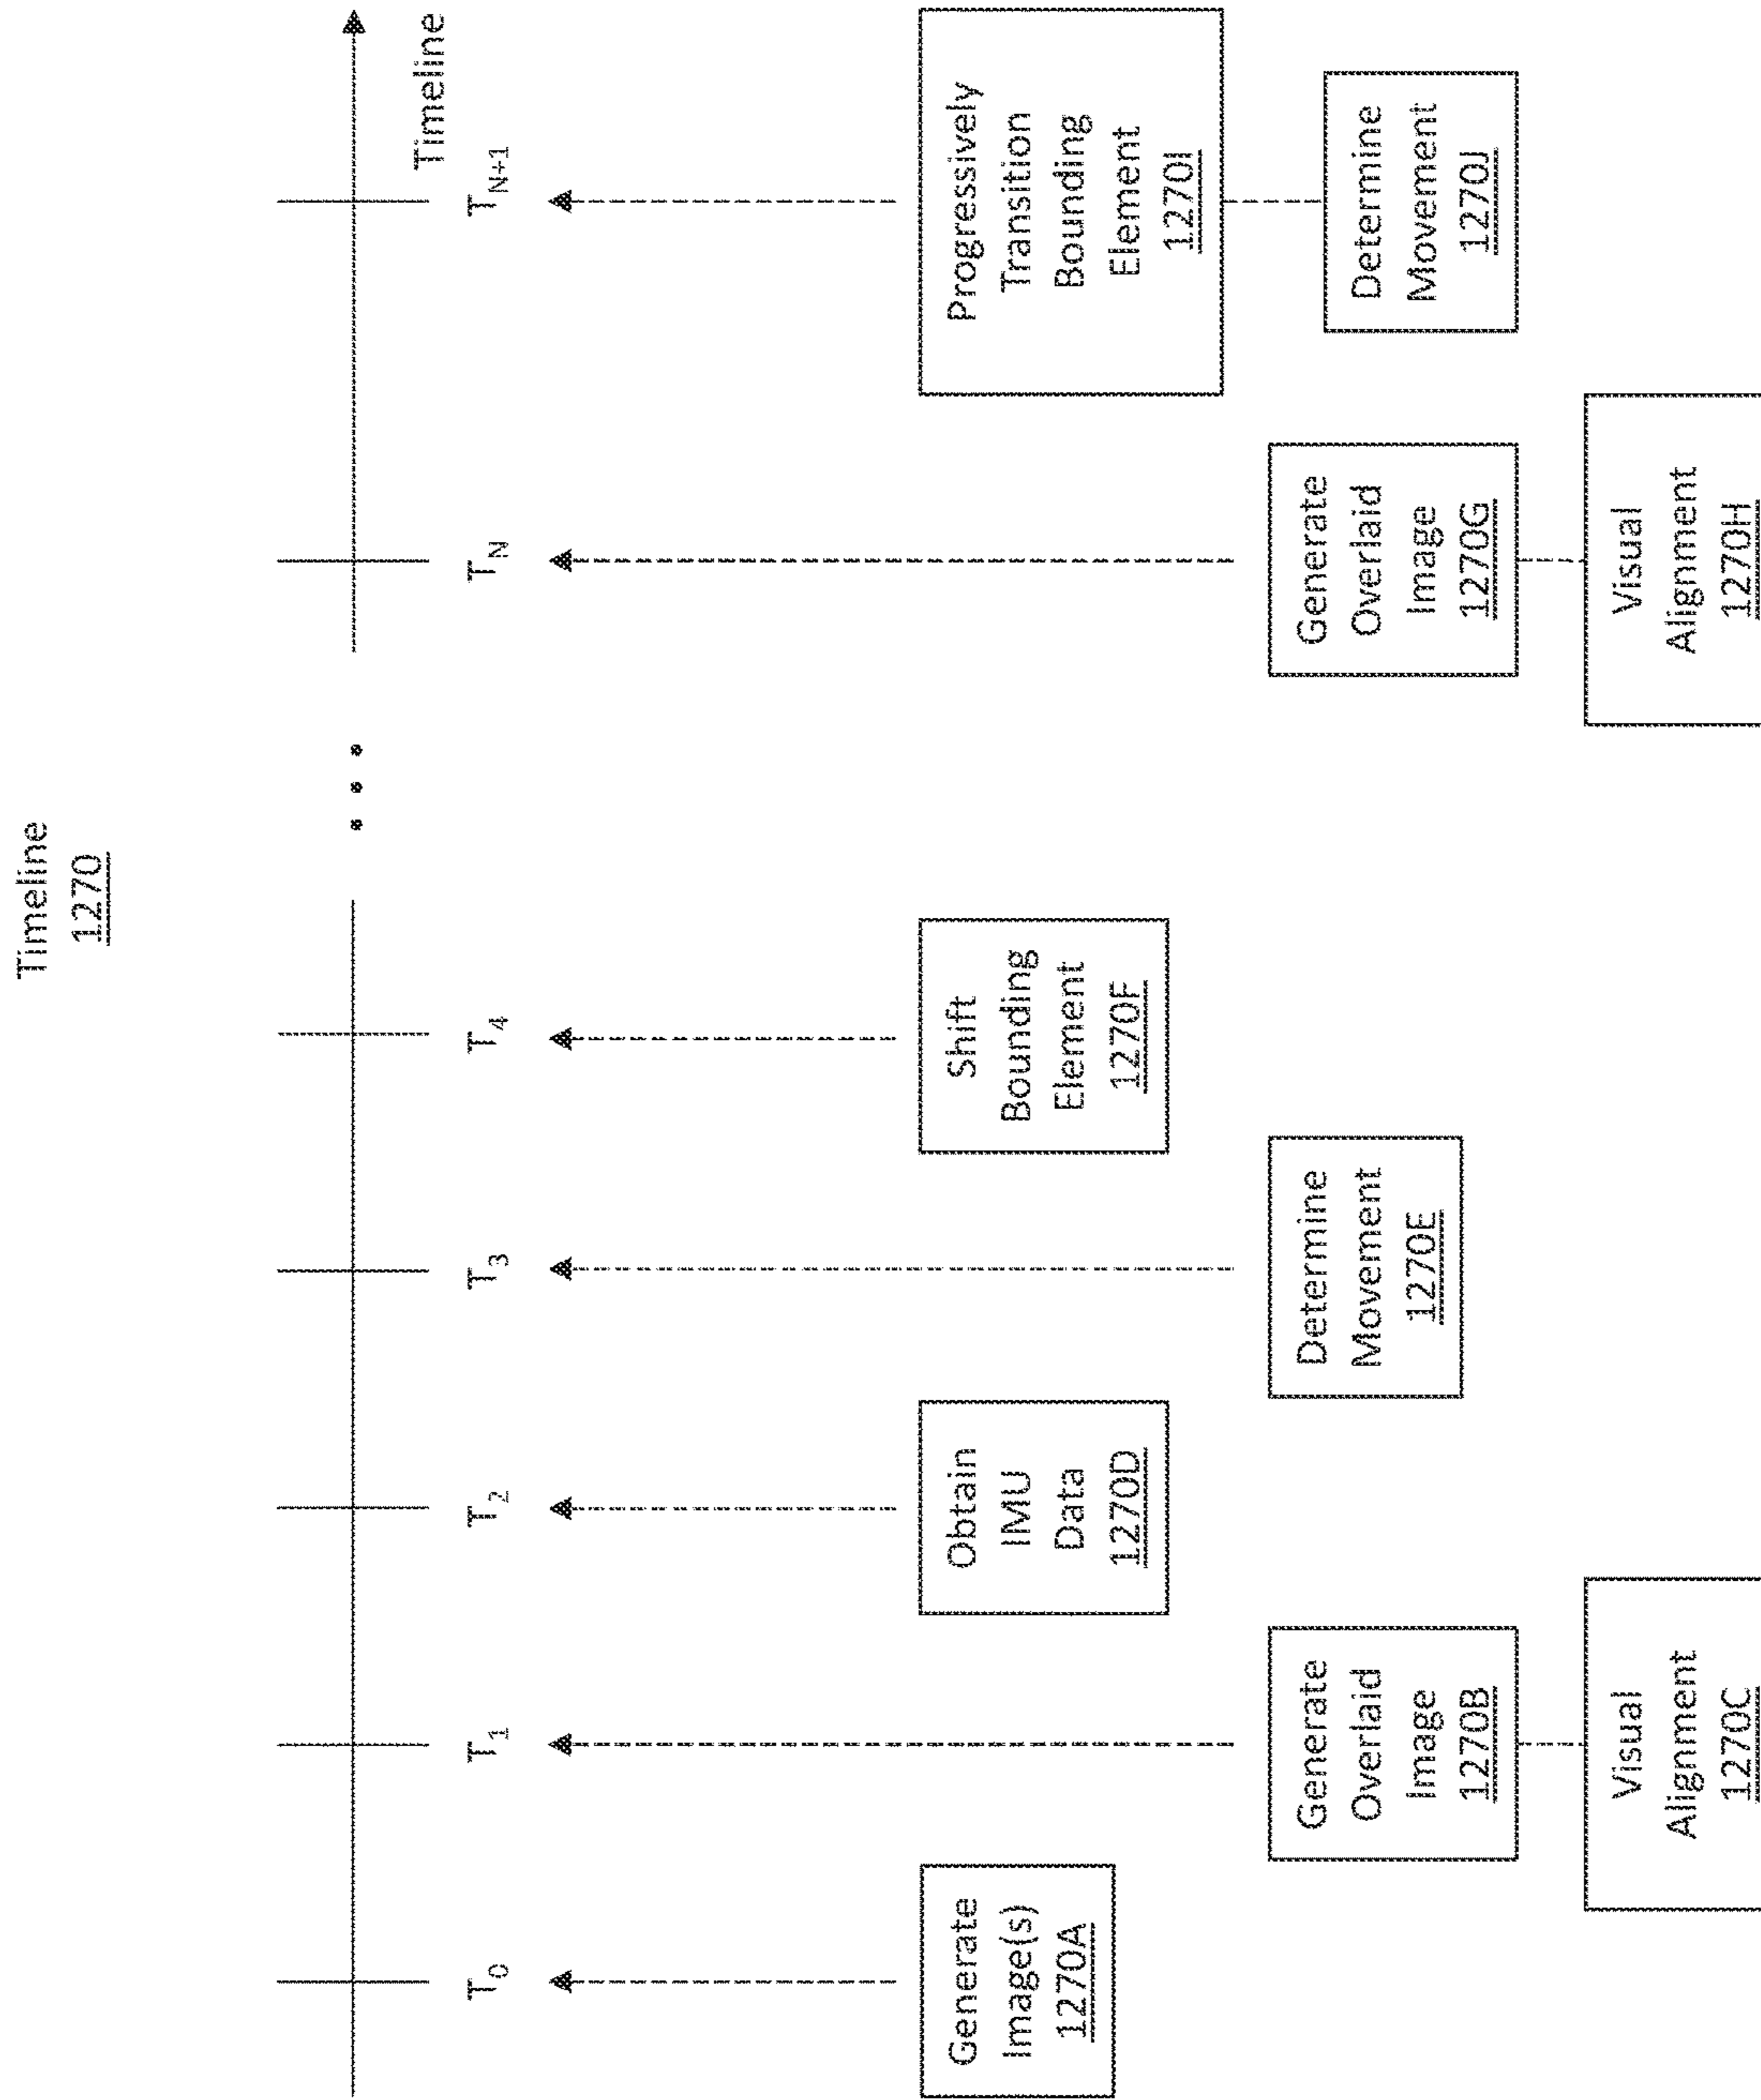 Timeline
1270
Timeline
T0
T1
T2
T3
T4
TN
TN+1
Generate
Image(s)
1270A
Generate
Overlaid
Image
1270B
Visual
Alignment
1270C
Obtain
IMU
Data
1270D
Determine
Movement
1270E
Shift
Bounding
Element
1270F
Generate
Overlaid
Image
1270G
Visual
Alignment
1270H
Progressively
Transition
Bounding
Element
1270I
Determine
Movement
1270J